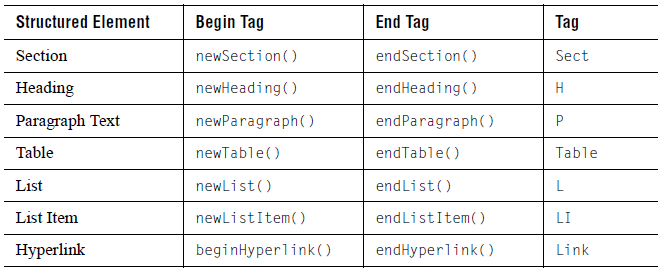 Structured Element Begin Tag End Tag Tag
Section newSection() endSection() Sect
Heading newHeading() endHeading() H
Paragraph Text newParagraph() endParagraph() P
Table newTable() endTable() Table
List newList() endList() L
List Item newListItem() endListItem() LI
Hyperlink beginHyperlink() endHyperlink() Link